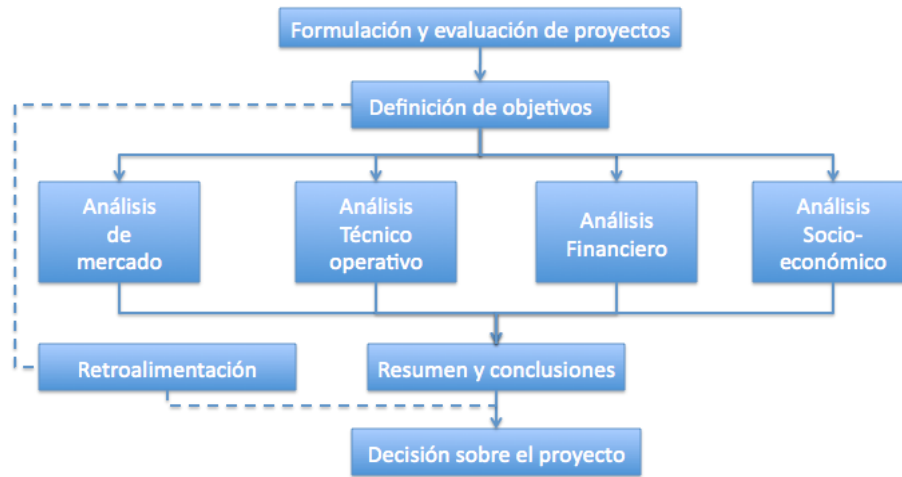 Formulación y evaluación de proyectos
Definición de objetivos
Análisis
de
mercado
Análisis
Técnico
operativo
Análisis
Financiero
Análisis
Socio-
económico
Retroalimentación
Resumen y conclusiones
Decisión sobre el proyecto